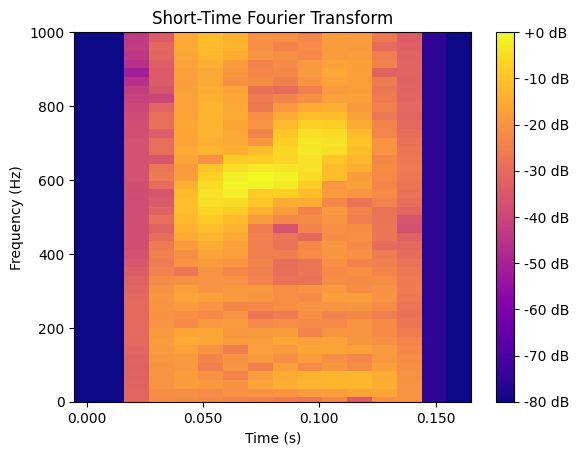 Short-Time Fourier Transform
Frequency (Hz)
1000
800
600
400
200
0
0.000
0.050
0.100
0.150
Time (s)
+0 dB
-10 dB
-20 dB
-30 dB
-40 dB
-50 dB
-60 dB
-70 dB
-80 dB